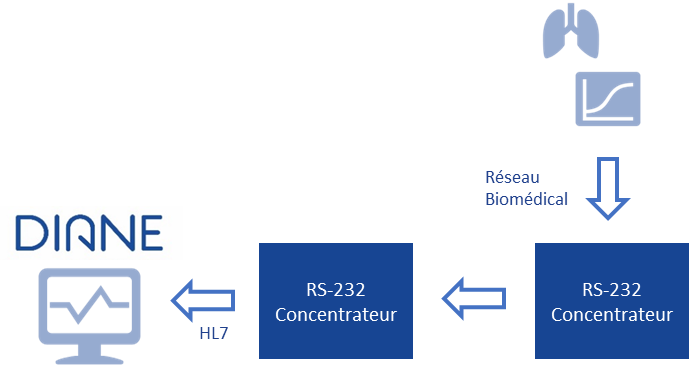 Réseau
Biomédical
DIANE
RS-232
Concentrateur
RS-232
Concentrateur
HL7